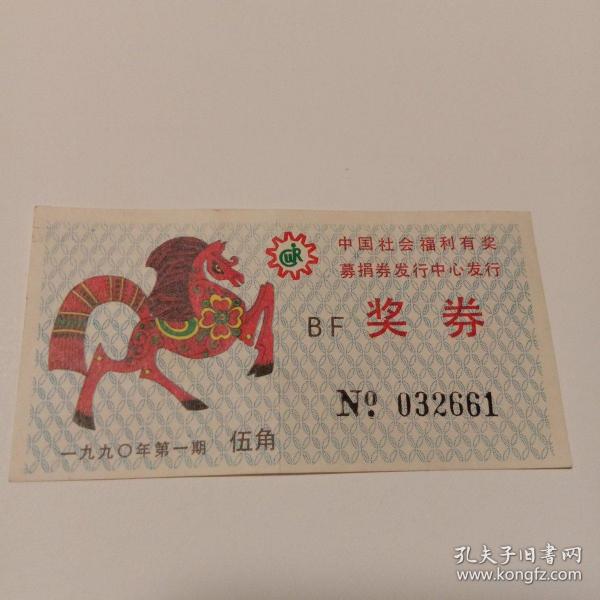 中国社会福利有奖
募捐券发行中心发行
BF 奖券
No. 032661
一九九〇年第一期 伍角
孔夫子旧书网
www.kongfz.com